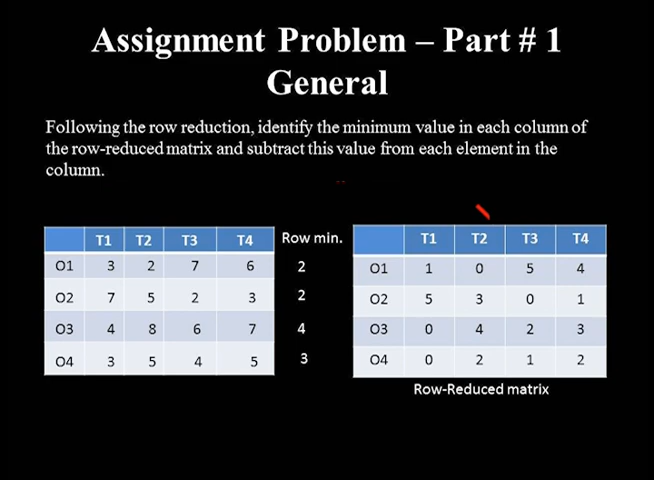 Assignment Problem – Part # 1
General
Following the row reduction, identify the minimum value in each column of
the row-reduced matrix and subtract this value from each element in the
column.
T1 T2 T3 T4 Row min.
O1 3 2 7 6 2
O2 7 5 2 3 2
O3 4 8 6 7 4
O4 3 5 4 5 3
T1 T2 T3 T4
O1 1 0 5 4
O2 5 3 0 1
O3 0 4 2 3
O4 0 2 1 2
Row-Reduced matrix